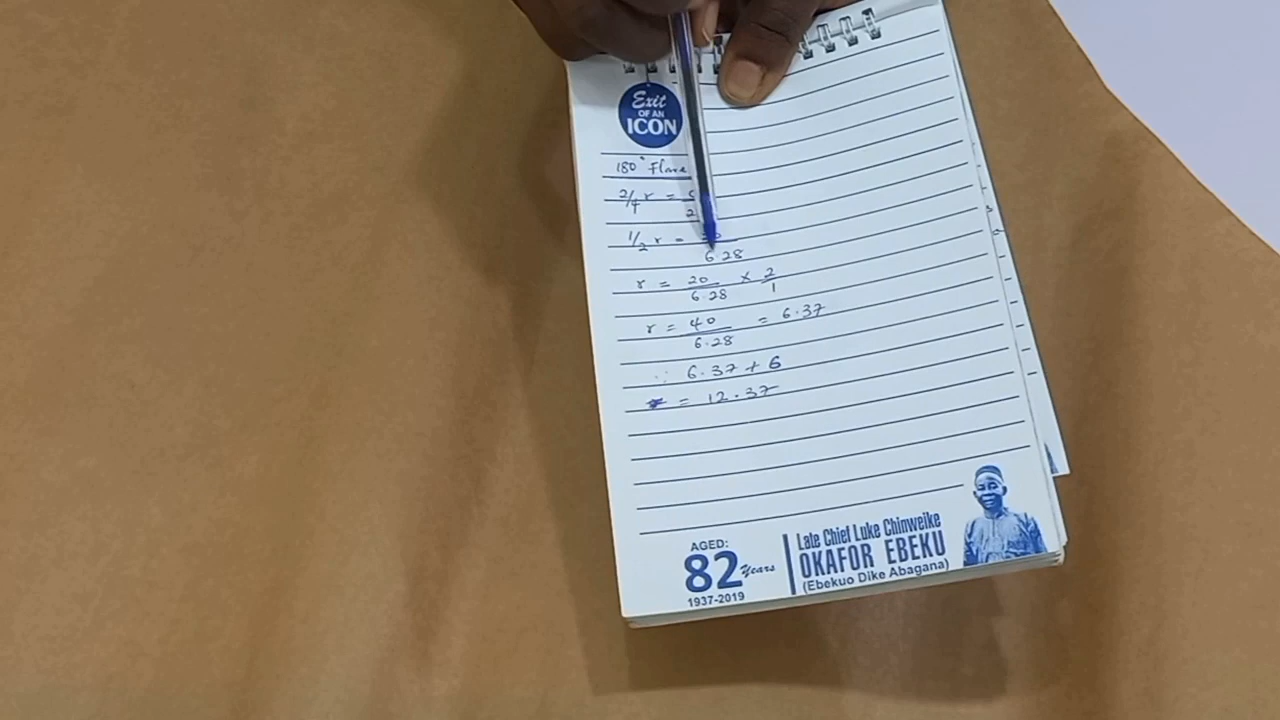 Exit
OF AN
ICON
180° Flare
2/4 r =
2
1/2 r =
6.28
r = 20/6.28 × 2/1
r = 40/6.28 = 6.37
∴ 6.37 + 6
= 12.37
AGED:
82 Years
1937-2019
Late Chief Luke Chinweike
OKAFOR EBEKU
(Ebekuo Dike Abagana)